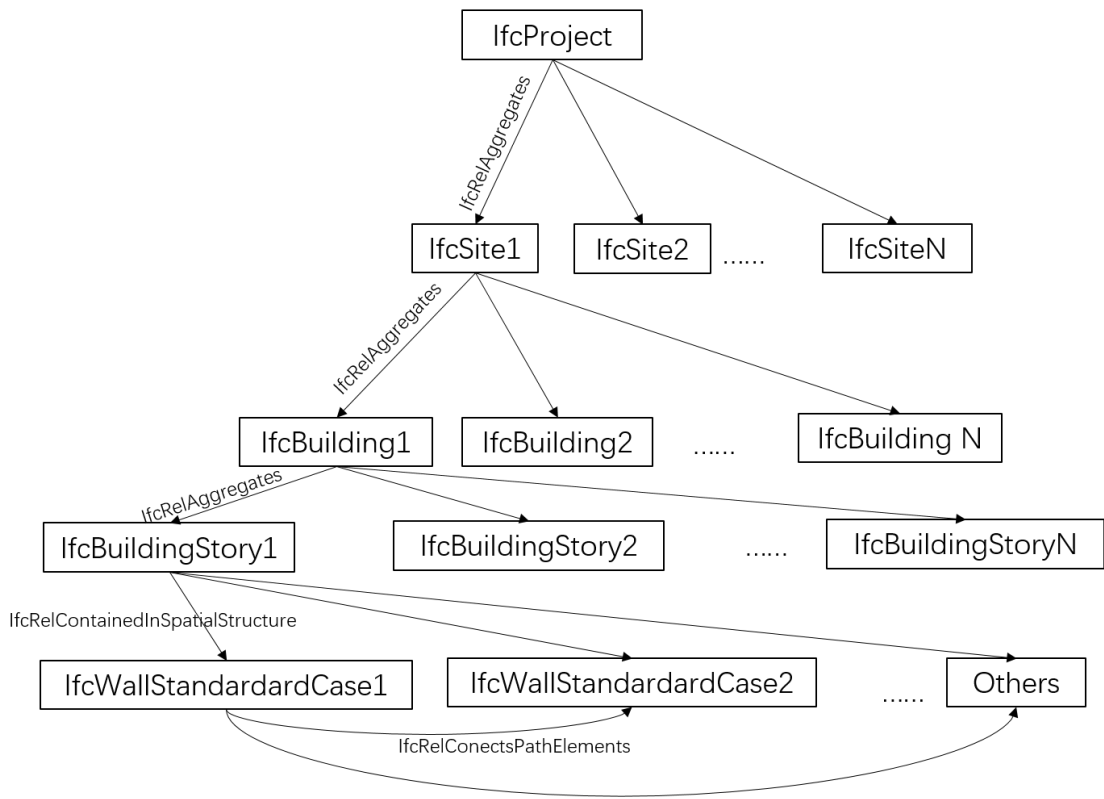 IfcProject
IfcRelAggregates
IfcSite1
IfcSite2
……
IfcSiteN
IfcRelAggregates
IfcBuilding1
IfcBuilding2
……
IfcBuilding N
IfcRelAggregates
IfcBuildingStory1
IfcBuildingStory2
……
IfcBuildingStoryN
IfcRelContainedInSpatialStructure
IfcWallStandardardCase1
IfcWallStandardardCase2
……
Others
IfcRelConectsPathElements